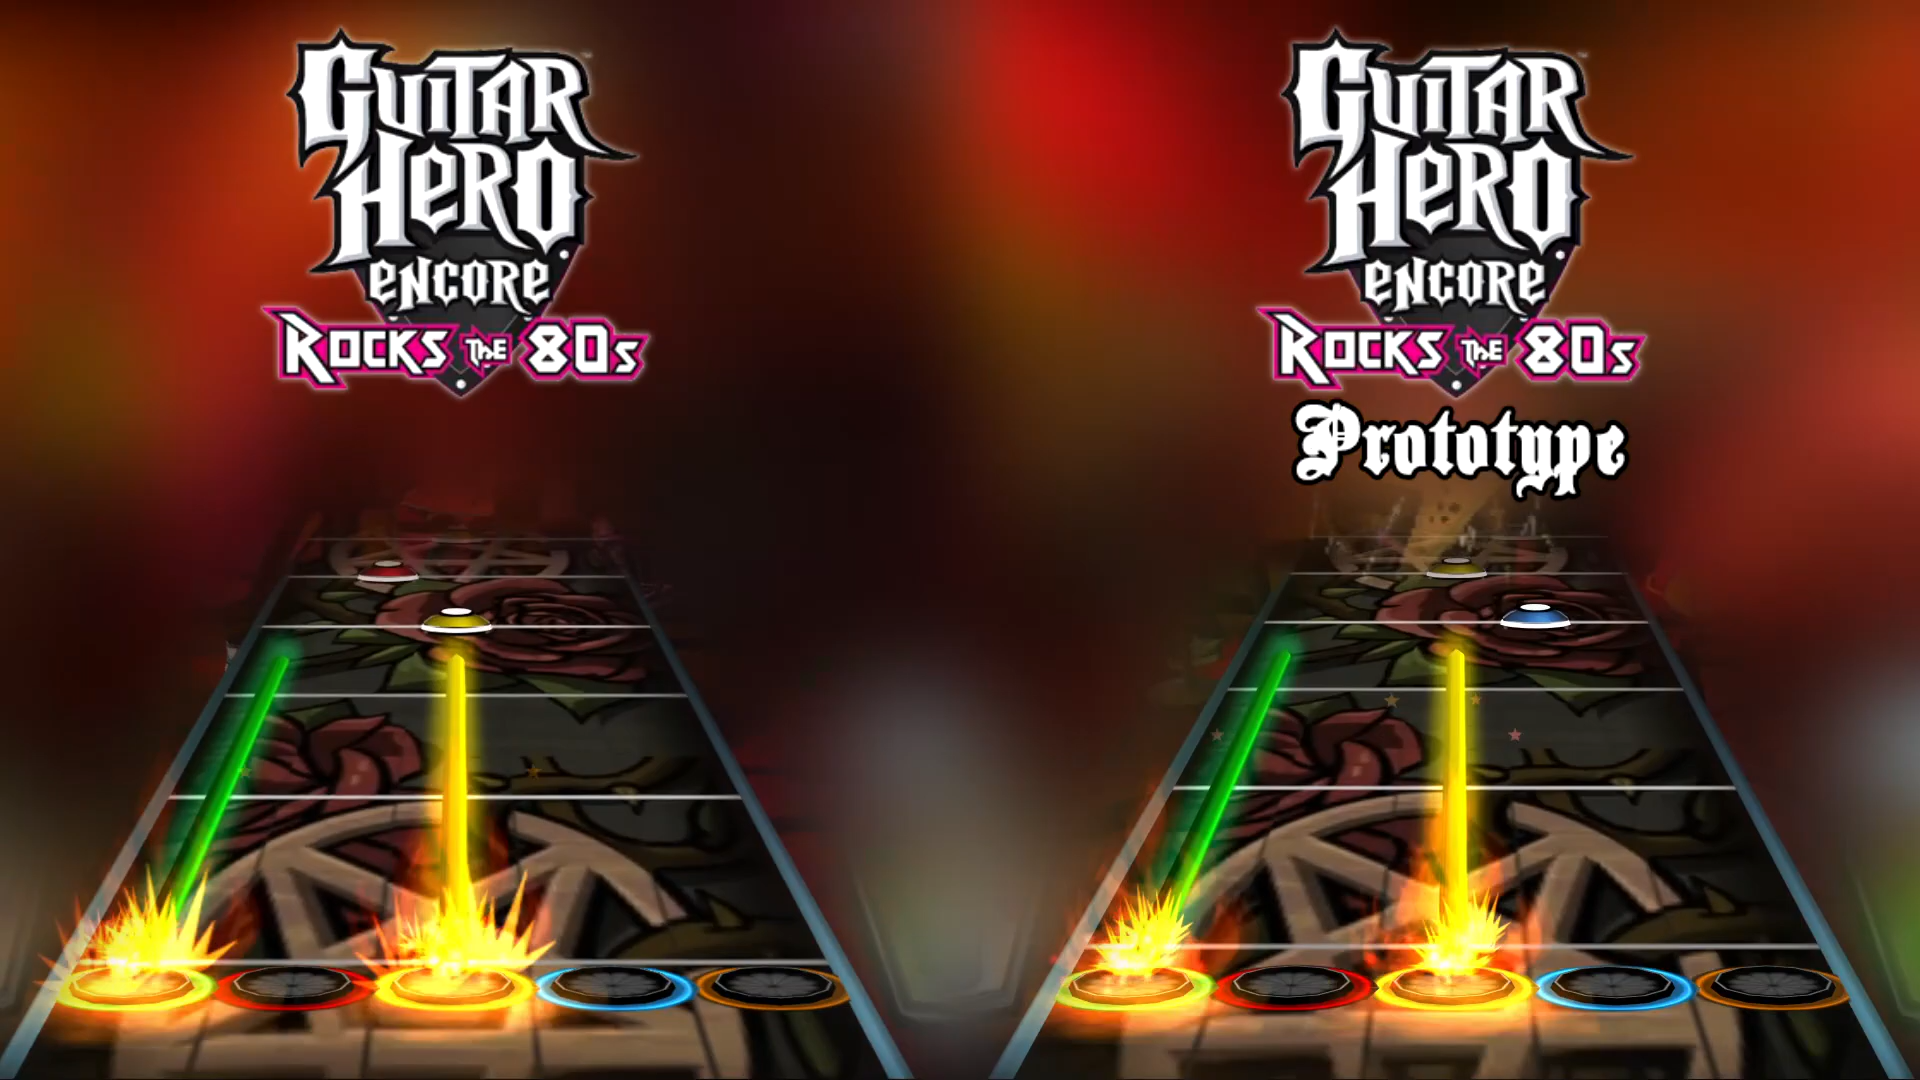 GUITAR
HERO
ENCORE
ROCKS THE 80s
GUITAR
HERO
ENCORE
ROCKS THE 80s
Prototype